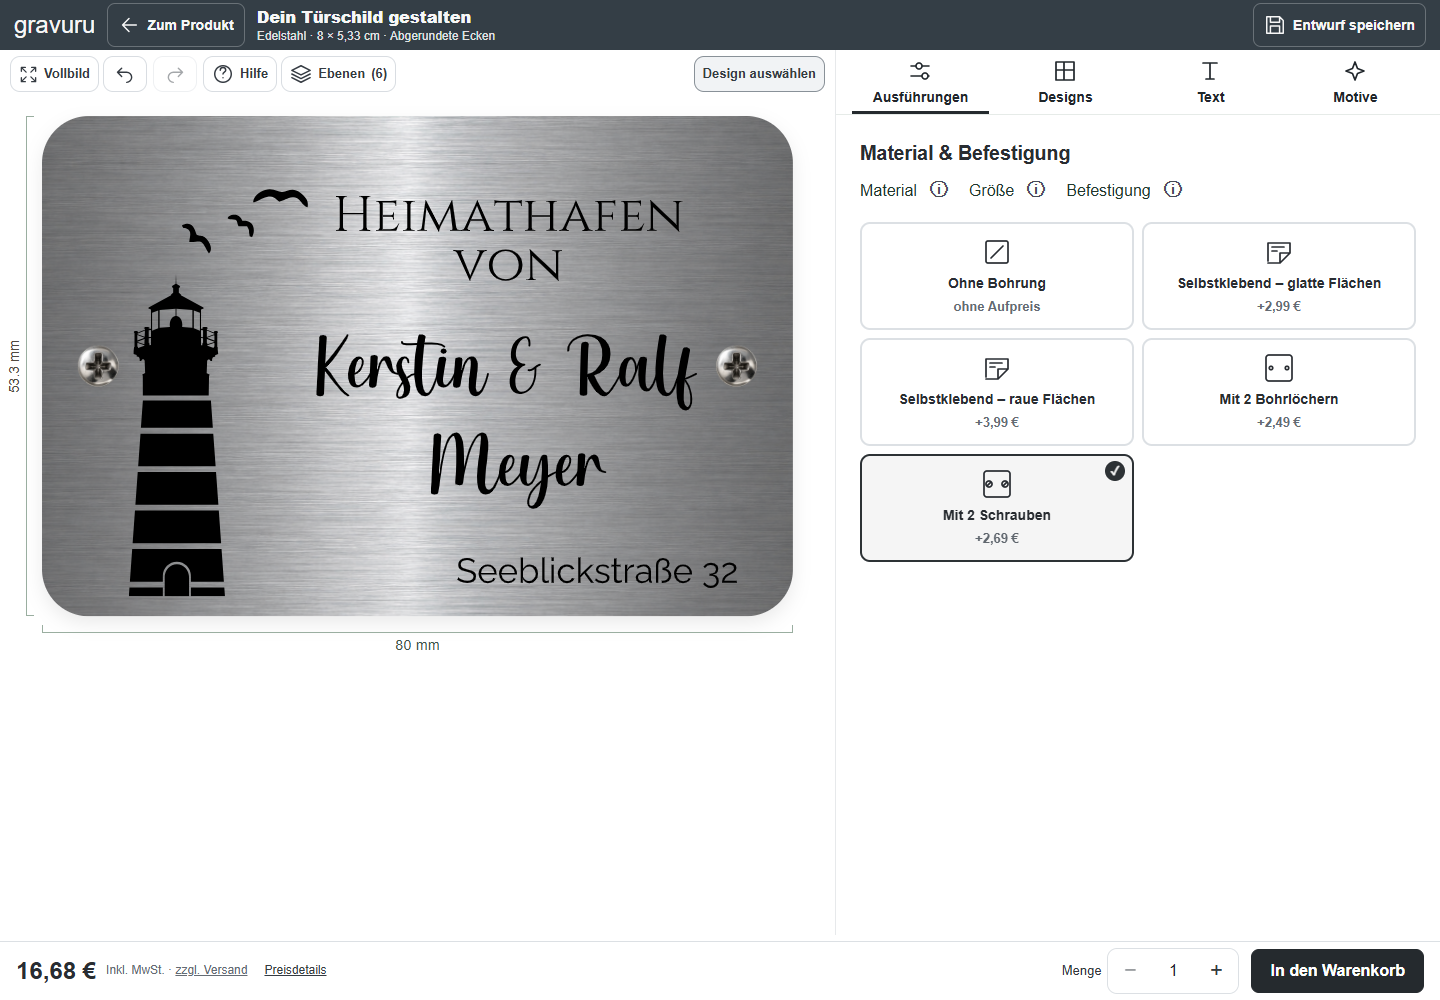 gravuru
Zum Produkt
Dein Türschild gestalten
Edelstahl · 8 × 5,33 cm · Abgerundete Ecken
Entwurf speichern
Vollbild
Hilfe
Ebenen (6)
Design auswählen
Ausführungen
Designs
Text
Motive
53.3 mm
HEIMATHAFEN
VON
Kerstin & Ralf
Meyer
Seeblickstraße 32
80 mm
Material & Befestigung
Material
Größe
Befestigung
Ohne Bohrung
ohne Aufpreis
Selbstklebend – glatte Flächen
+2,99 €
Selbstklebend – raue Flächen
+3,99 €
Mit 2 Bohrlöchern
+2,49 €
Mit 2 Schrauben
+2,69 €
16,68 €
Inkl. MwSt. · zzgl. Versand
Preisdetails
Menge
− 1 +
In den Warenkorb